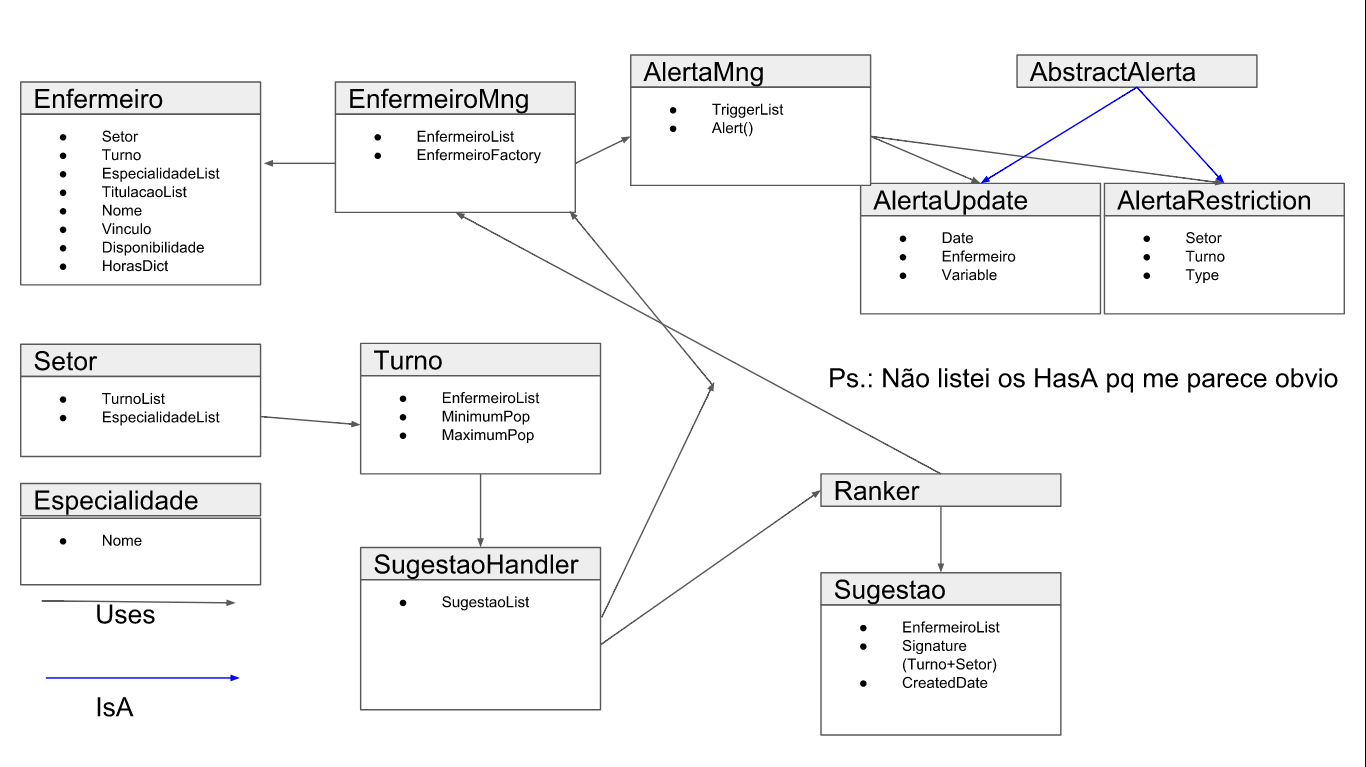 Enfermeiro
● Setor
● Turno
● EspecialidadeList
● TitulacaoList
● Nome
● Vinculo
● Disponibilidade
● HorasDict
EnfermeiroMng
● EnfermeiroList
● EnfermeiroFactory
AlertaMng
● TriggerList
● Alert()
AbstractAlerta
AlertaUpdate
● Date
● Enfermeiro
● Variable
AlertaRestriction
● Setor
● Turno
● Type
Setor
● TurnoList
● EspecialidadeList
Turno
● EnfermeiroList
● MinimumPop
● MaximumPop
Ps.: Não listei os HasA pq me parece obvio
Especialidade
● Nome
SugestaoHandler
● SugestaoList
Ranker
Sugestao
● EnfermeiroList
● Signature
(Turno+Setor)
● CreatedDate
Uses
IsA